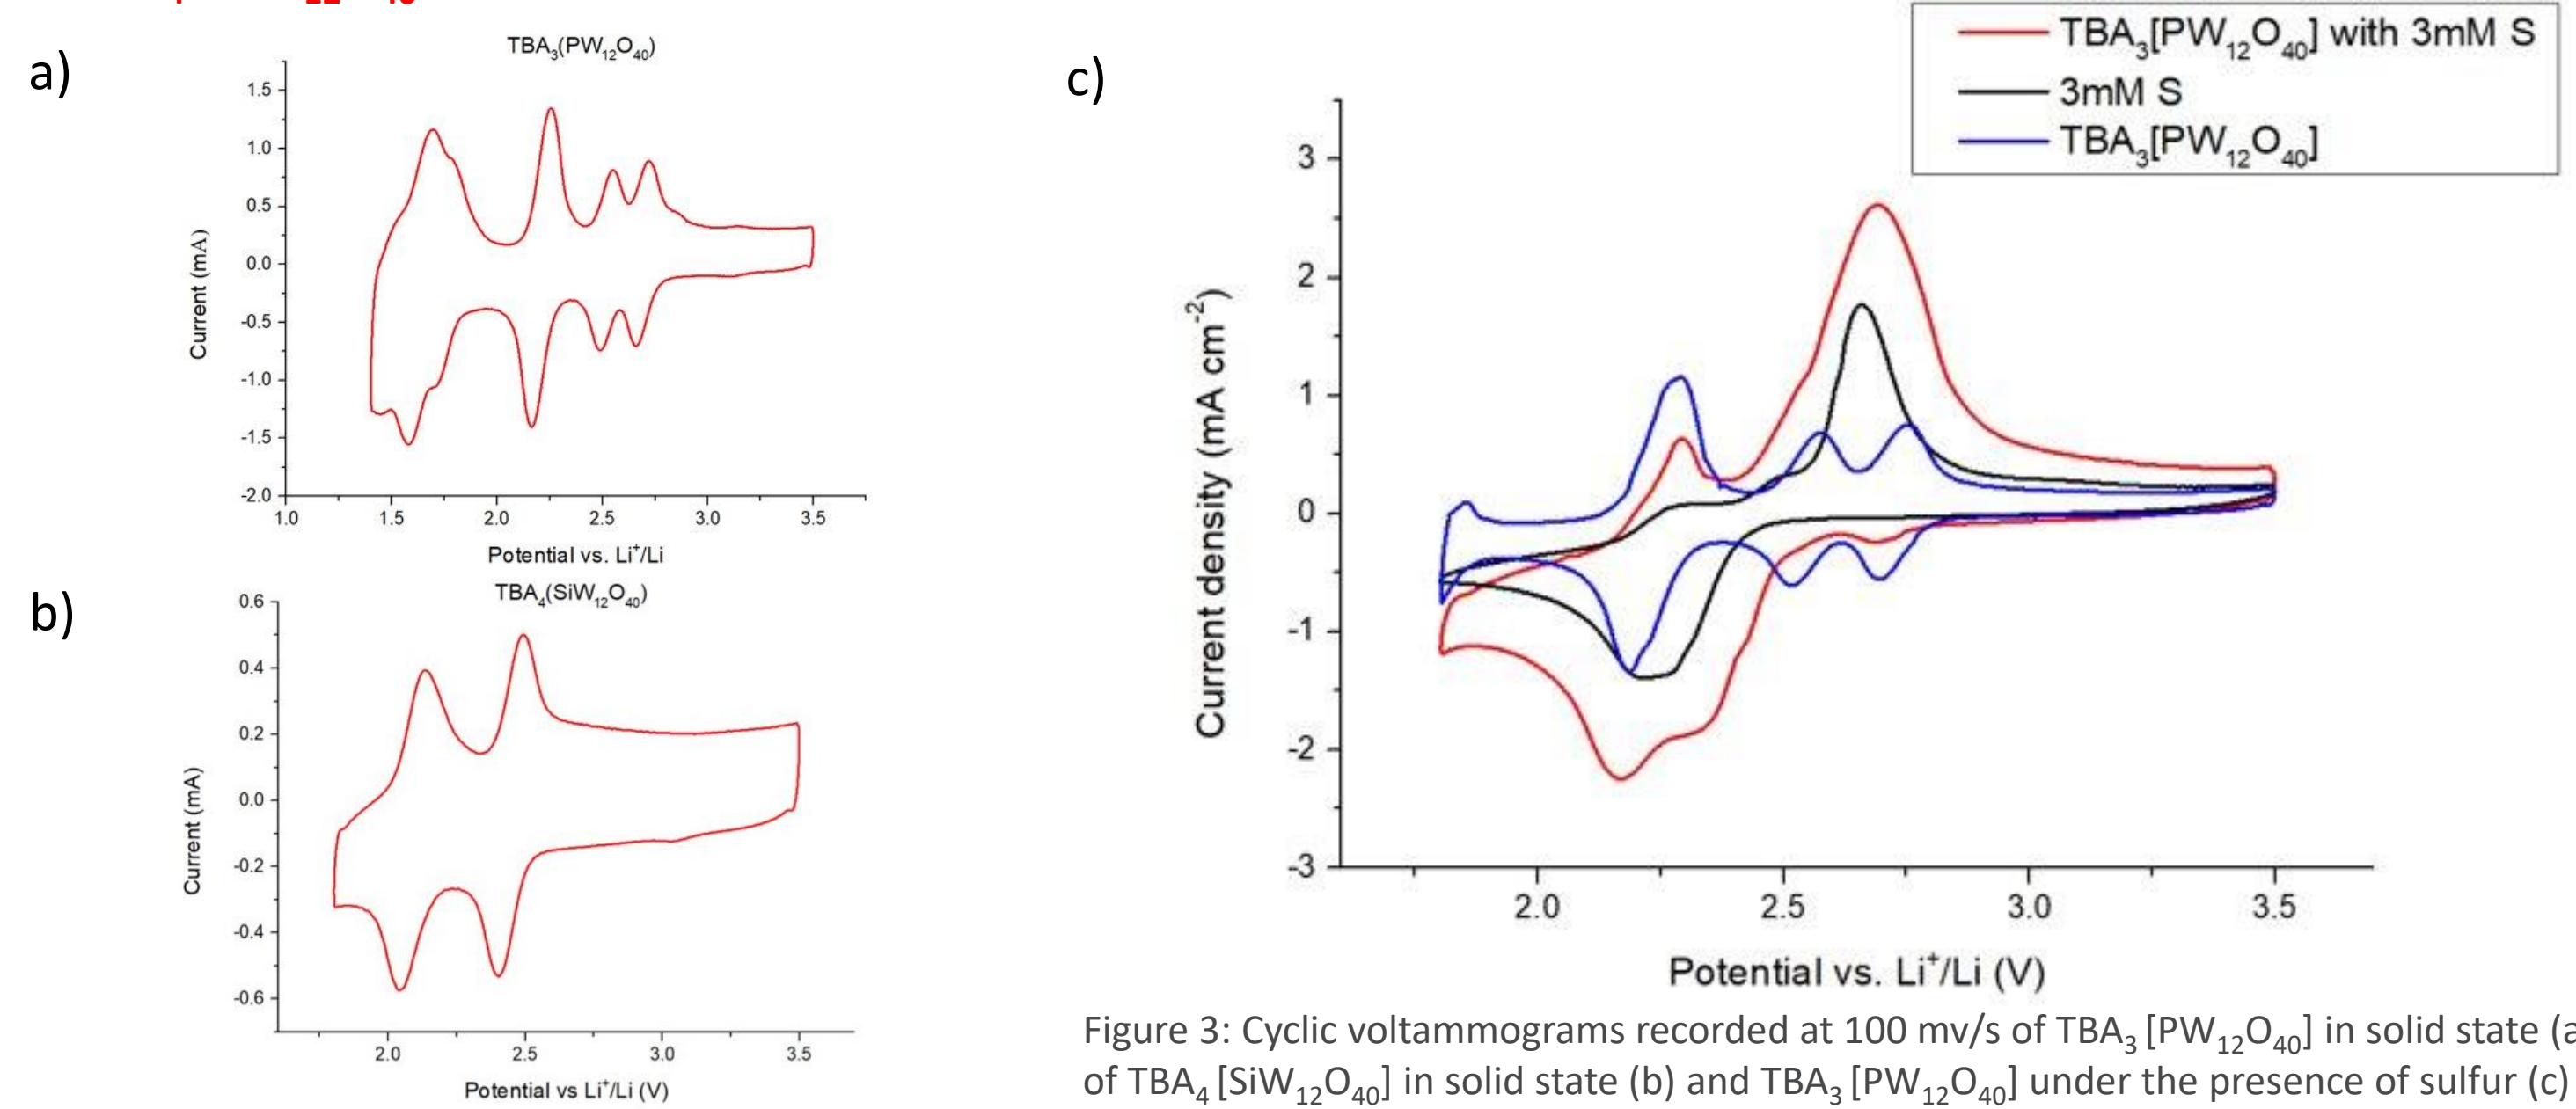 a)
TBA₃(PW₁₂O₄₀)
1.5
1.0
0.5
0.0
-0.5
-1.0
-1.5
-2.0
Current (mA)
1.0 1.5 2.0 2.5 3.0 3.5
Potential vs. Li⁺/Li
b)
TBA₄(SiW₁₂O₄₀)
0.6
0.4
0.2
0.0
-0.2
-0.4
-0.6
Current (mA)
2.0 2.5 3.0 3.5
Potential vs Li⁺/Li (V)
c)
TBA₃[PW₁₂O₄₀] with 3mM S
3mM S
TBA₃[PW₁₂O₄₀]
3
2
1
0
-1
-2
-3
Current density (mA cm⁻²)
2.0 2.5 3.0 3.5
Potential vs. Li⁺/Li (V)
Figure 3: Cyclic voltammograms recorded at 100 mv/s of TBA₃ [PW₁₂O₄₀] in solid state (a
of TBA₄ [SiW₁₂O₄₀] in solid state (b) and TBA₃ [PW₁₂O₄₀] under the presence of sulfur (c)